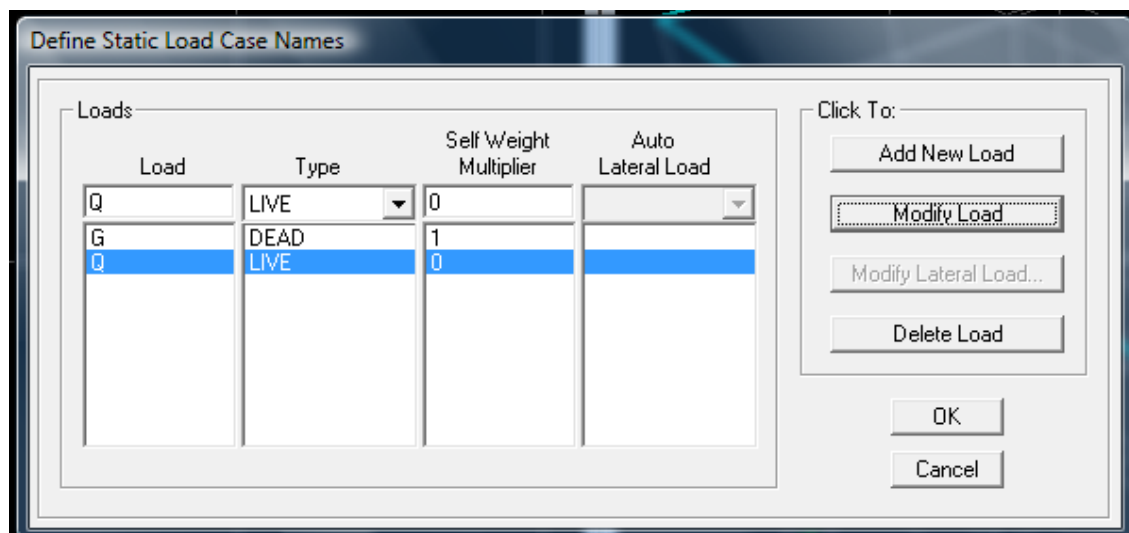 Define Static Load Case Names
Loads
Load Type Self Weight Multiplier Auto Lateral Load
Q LIVE 0
G DEAD 1
Q LIVE 0
Click To:
Add New Load
Modify Load
Modify Lateral Load...
Delete Load
OK
Cancel